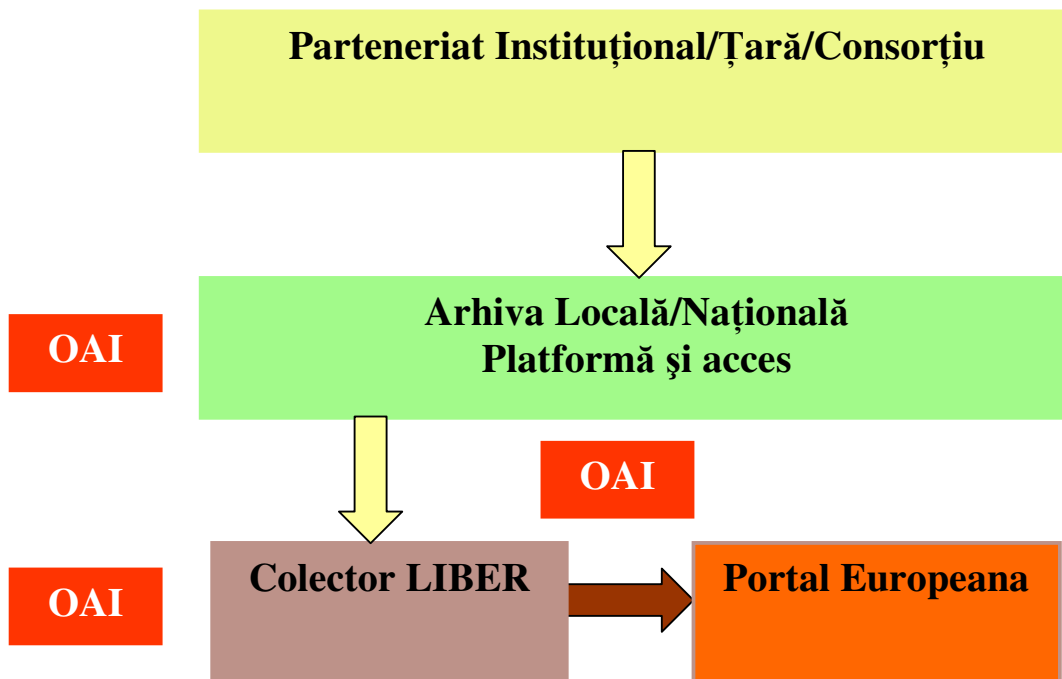 Parteneriat Instituțional/Țară/Consorțiu
OAI
Arhiva Locală/Națională
Platformă şi acces
OAI
OAI
Colector LIBER
Portal Europeana